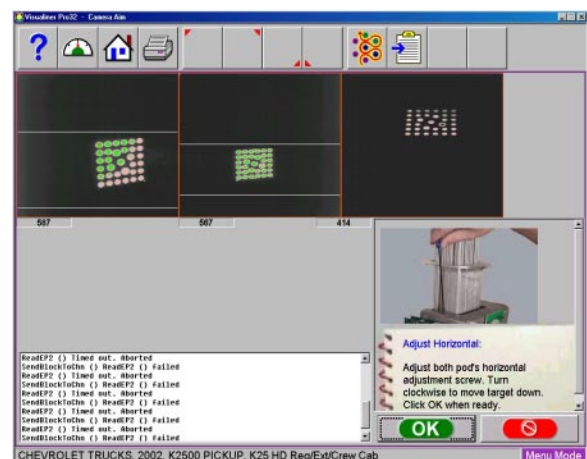 Visualiner Pro32 - Camera Aim
?
587
567
414
ReadEP2 () Timed out. Aborted
SendBlockToChn () ReadEP2 () failed
ReadEP2 () Timed out. Aborted
SendBlockToChn () ReadEP2 () failed
ReadEP2 () Timed out. Aborted
SendBlockToChn () ReadEP2 () failed
ReadEP2 () Timed out. Aborted
SendBlockToChn () ReadEP2 () failed
ReadEP2 () Timed out. Aborted
SendBlockToChn () ReadEP2 () failed
Adjust Horizontal:
Adjust both pod's horizontal
adjustment screw. Turn
clockwise to move target down.
Click OK when ready.
OK
CHEVROLET TRUCKS, 2002, K2500 PICKUP, K25 HD Reg/Ext/Crew Cab
Menu Mode